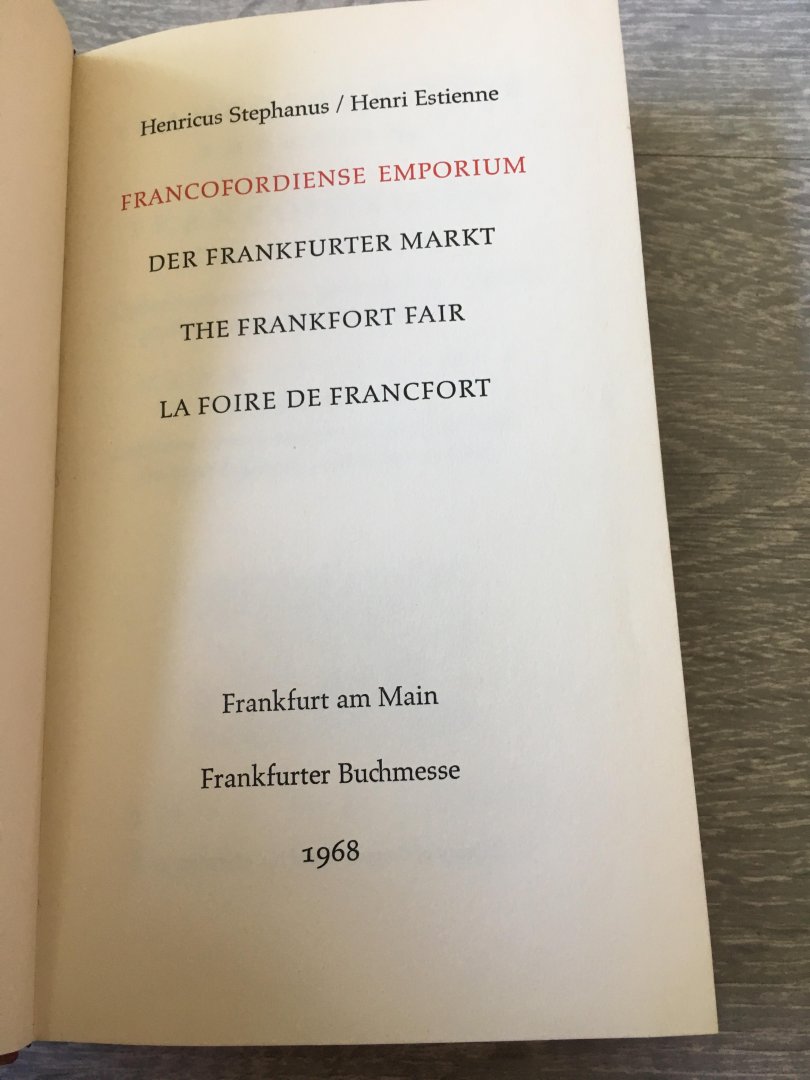 Henricus Stephanus / Henri Estienne
FRANCOFORDIENSE EMPORIUM
DER FRANKFURTER MARKT
THE FRANKFORT FAIR
LA FOIRE DE FRANCFORT
Frankfurt am Main
Frankfurter Buchmesse
1968